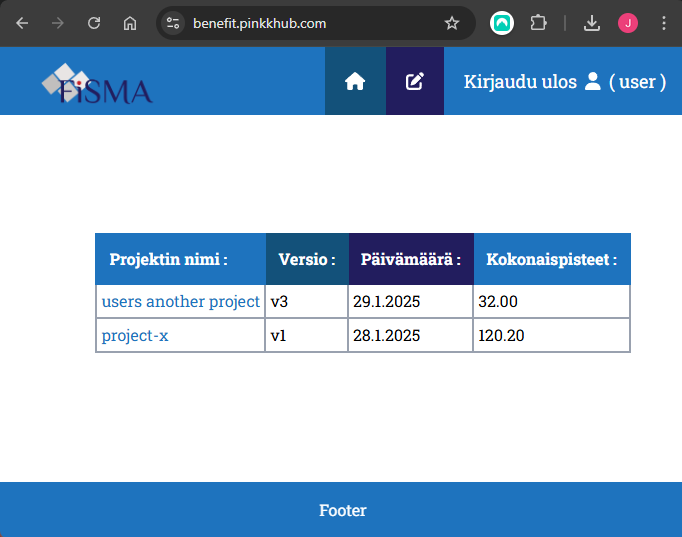 benefit.pinkkhub.com
J
FiSMA
Kirjaudu ulos ( user )
Projektin nimi : Versio : Päivämäärä : Kokonaispisteet :
users another project v3 29.1.2025 32.00
project-x v1 28.1.2025 120.20
Footer